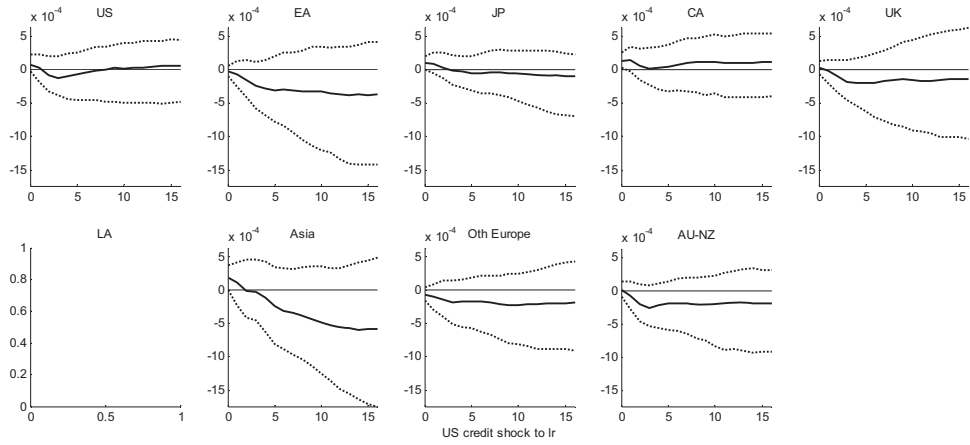 US EA JP CA UK
x 10-4 x 10-4 x 10-4 x 10-4 x 10-4
5 5 5 5 5
0 0 0 0 0
-5 -5 -5 -5 -5
-10 -10 -10 -10 -10
-15 -15 -15 -15 -15
0 5 10 15 0 5 10 15 0 5 10 15 0 5 10 15 0 5 10 15
LA Asia Oth Europe AU-NZ
x 10-4 x 10-4 x 10-4
1 5 5 5
0.8 0 0 0
0.6 -5 -5 -5
0.4 -10 -10 -10
0.2 -15 -15 -15
0
0 0.5 1 0 5 10 15 0 5 10 15 0 5 10 15
US credit shock to lr